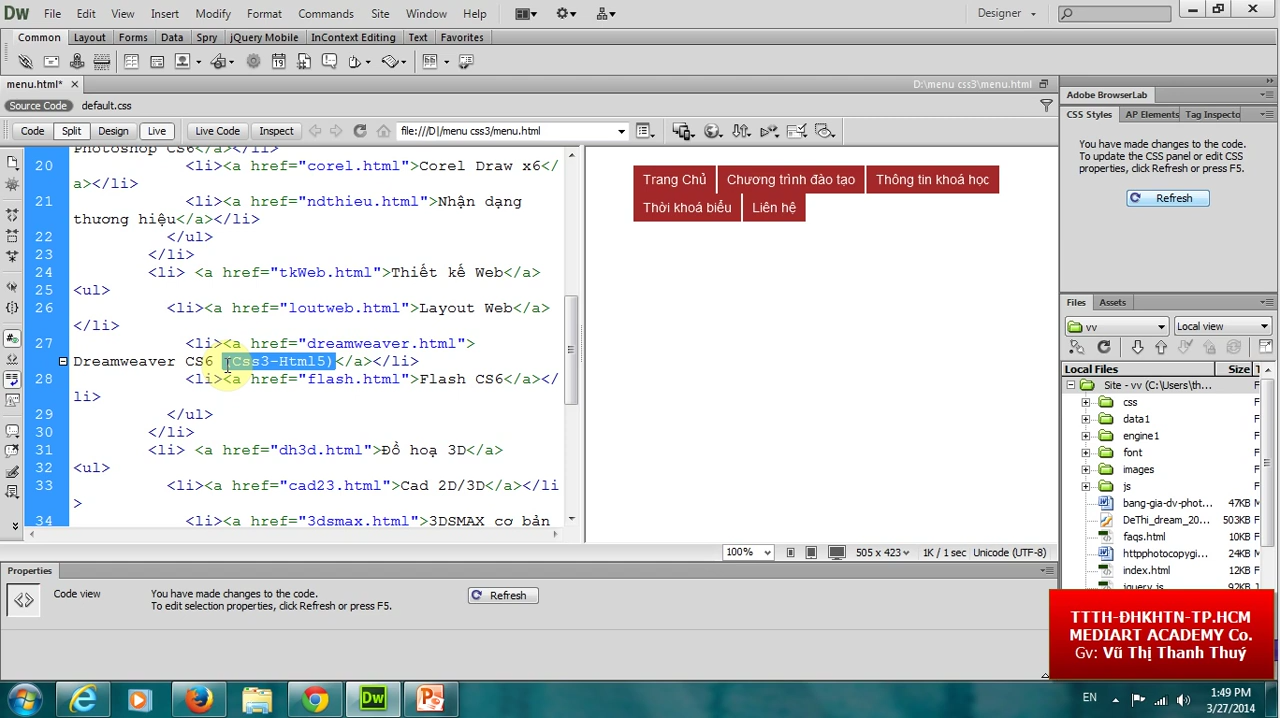 Dw File Edit View Insert Modify Format Commands Site Window Help Designer
Common Layout Forms Data Spry jQuery Mobile InContext Editing Text Favorites
menu.html* D:\menu css3\menu.html
Source Code default.css
Code Split Design Live Live Code Inspect file:///D|/menu css3/menu.html
Photoshop CS6</a></li>
20 <li><a href="corel.html">Corel Draw x6</
a></li>
21 <li><a href="ndthieu.html">Nhận dạng
thương hiệu</a></li>
22 </ul>
23 </li>
24 <li> <a href="tkWeb.html">Thiết kế Web</a>
25 <ul>
26 <li><a href="loutweb.html">Layout Web</a>
</li>
27 <li><a href="dreamweaver.html">
Dreamweaver CS6 (Css3-Html5)</a></li>
28 <li><a href="flash.html">Flash CS6</a></
li>
29 </ul>
30 </li>
31 <li> <a href="dh3d.html">Đồ hoạ 3D</a>
32 <ul>
33 <li><a href="cad23.html">Cad 2D/3D</a></li
>
34 <li><a href="3dsmax.html">3DSMAX cơ bản
Trang Chủ Chương trình đào tạo Thông tin khoá học
Thời khoá biểu Liên hệ
100% 505 x 423 1K / 1 sec Unicode (UTF-8)
Adobe BrowserLab
CSS Styles AP Elements Tag Inspecto
You have made changes to the code.
To update the CSS panel or edit CSS
properties, click Refresh or press F5.
Refresh
Files Assets
vv Local view
Local Files Size
Site - vv (C:\Users\th... F
css F
data1 F
engine1 F
font F
images F
js F
bang-gia-dv-phot... 47KB M
DeThi_dream_20... 503KB F
faqs.html 10KB F
httpphotocopygi... 24KB M
index.html 12KB F
jquery.js 92KB
Properties
Code view You have made changes to the code.
To edit selection properties, click Refresh or press F5.
Refresh
TTTH-ĐHKHTN-TP.HCM
MEDIART ACADEMY Co.
Gv: Vũ Thị Thanh Thuý
EN 1:49 PM
3/27/2014